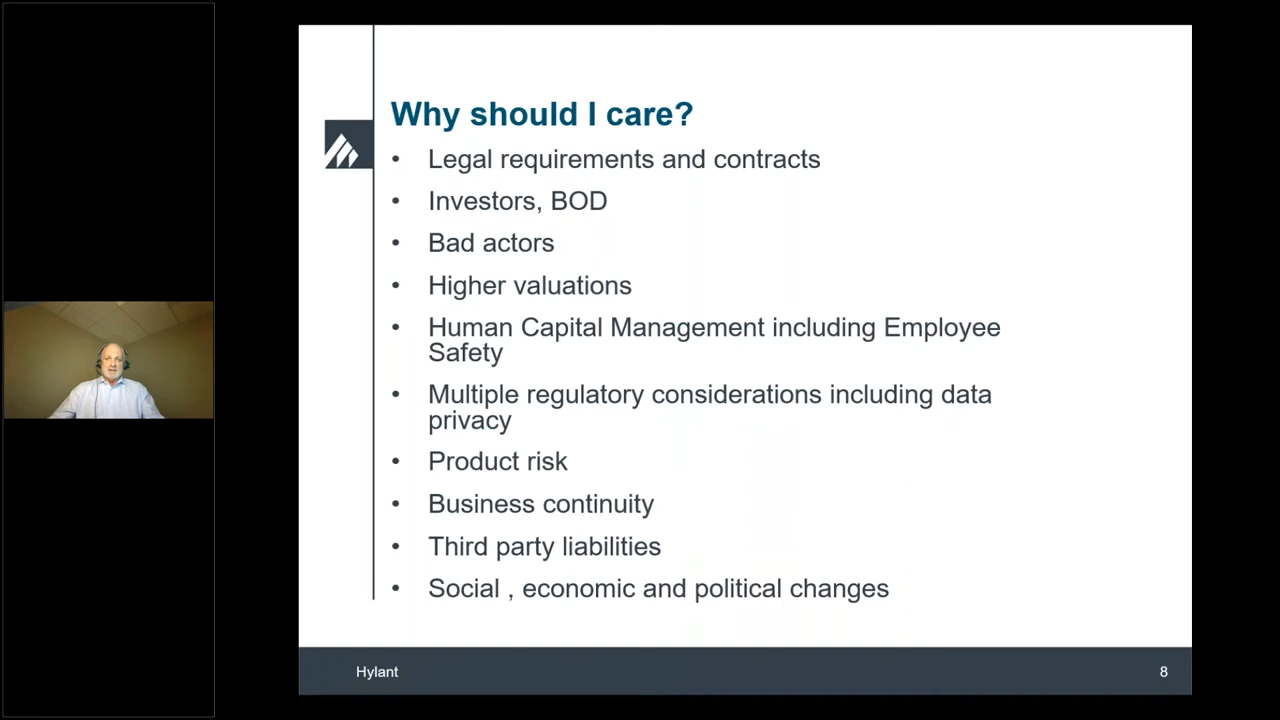 Why should I care?
• Legal requirements and contracts
• Investors, BOD
• Bad actors
• Higher valuations
• Human Capital Management including Employee
Safety
• Multiple regulatory considerations including data
privacy
• Product risk
• Business continuity
• Third party liabilities
• Social , economic and political changes
Hylant
8